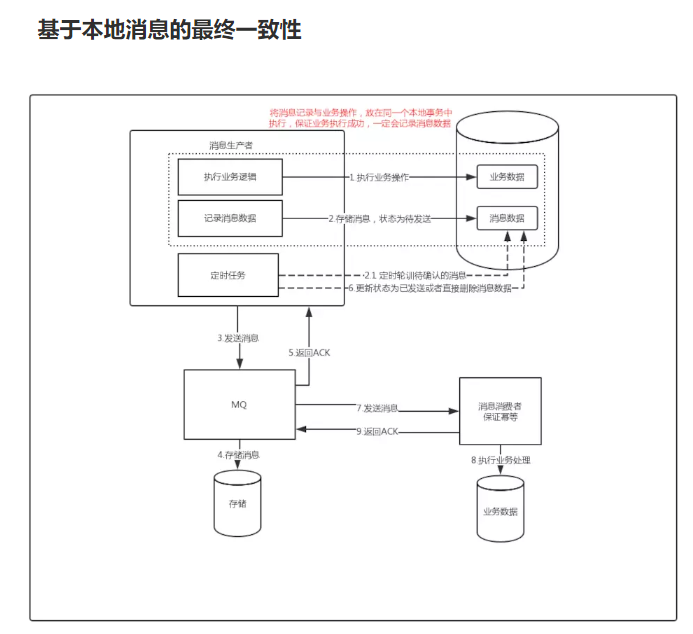 基于本地消息的最终一致性
将消息记录与业务操作，放在同一个本地事务中
执行，保证业务执行成功，一定会记录消息数据
消息生产者
执行业务逻辑
1.执行业务操作
业务数据
记录消息数据
2.存储消息，状态为待发送
消息数据
定时任务
2.1 定时轮训待确认的消息
6.更新状态为已发送或者直接删除消息数据
3.发送消息
5.返回ACK
MQ
7.发送消息
消息消费者
保证幂等
9.返回ACK
4.存储消息
8.执行业务处理
存储
业务数据